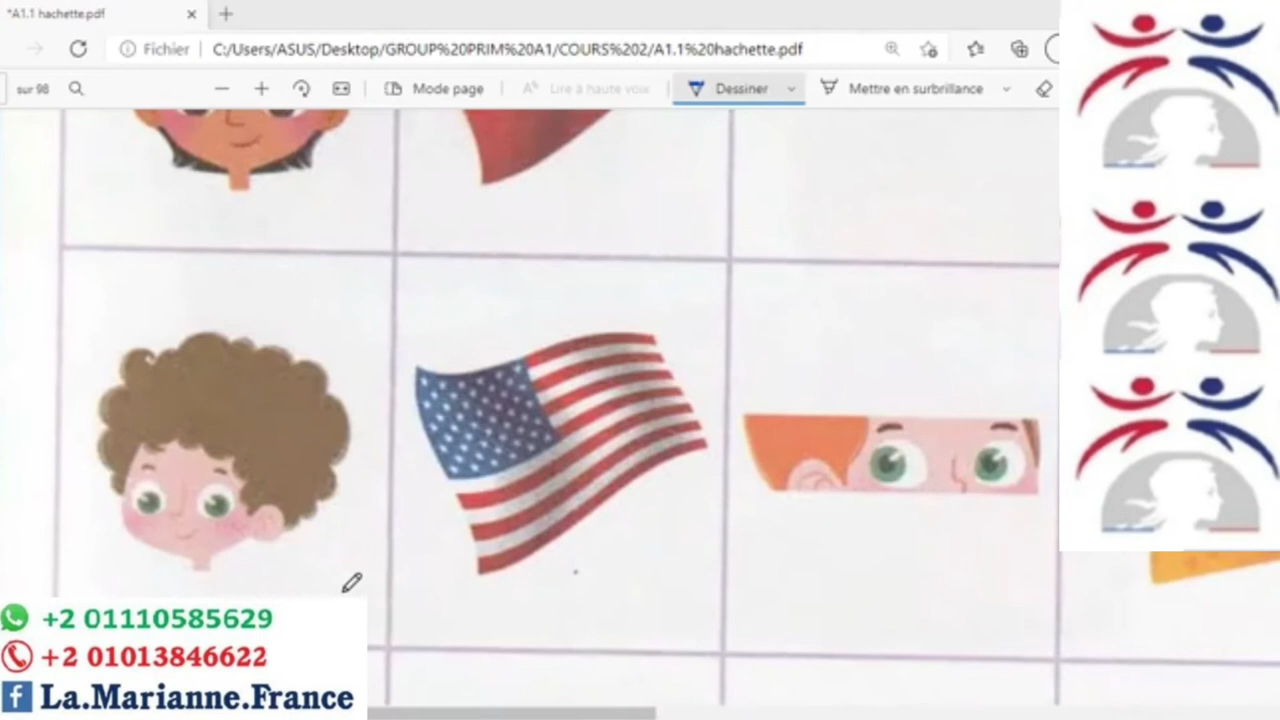 *A1.1 hachette.pdf
Fichier C:/Users/ASUS/Desktop/GROUP%20PRIM%20A1/COURS%202/A1.1%20hachette.pdf
sur 98 Mode page Lire à haute voix Dessiner Mettre en surbrillance
+2 01110585629
+2 01013846622
La.Marianne.France